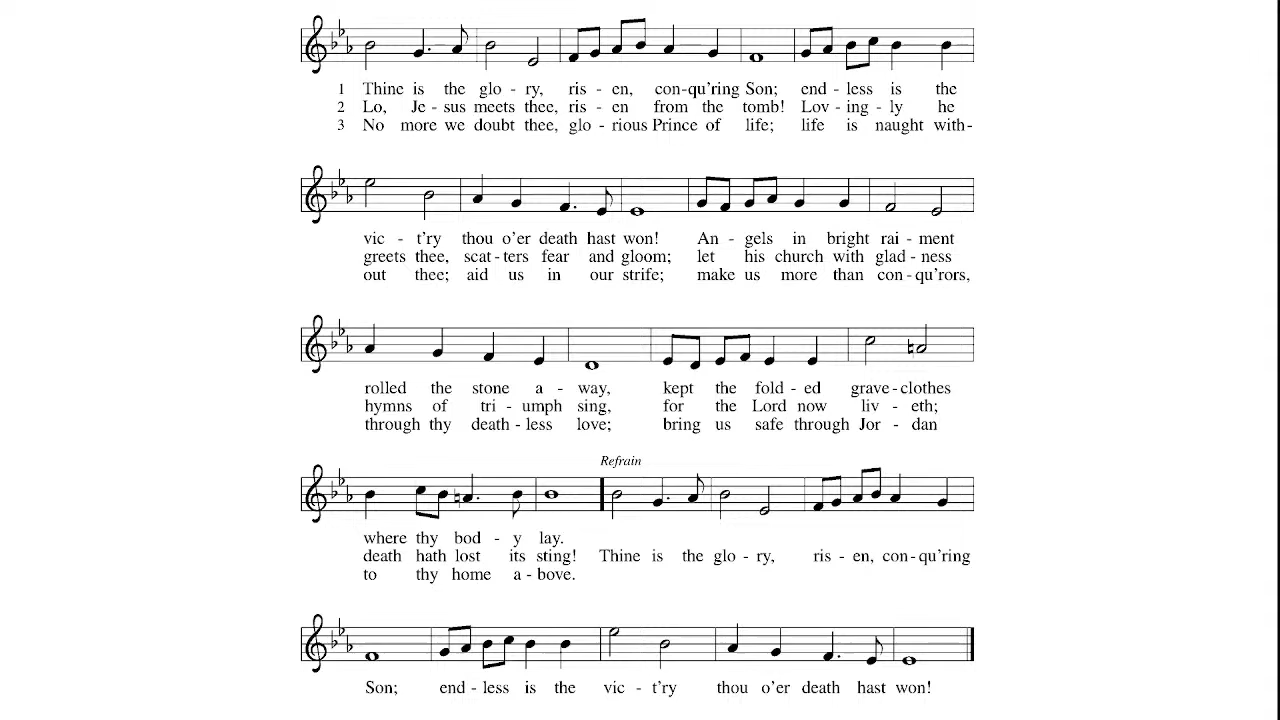 1 Thine is the glo - ry, ris - en, con-qu'ring Son; end - less is the
2 Lo, Je - sus meets thee, ris - en from the tomb! Lov - ing - ly he
3 No more we doubt thee, glo - rious Prince of life; life is naught with-
vic - t'ry thou o'er death hast won! An - gels in bright rai - ment
greets thee, scat - ters fear and gloom; let his church with glad - ness
out thee; aid us in our strife; make us more than con - qu'rors,
rolled the stone a - way, kept the fold - ed grave - clothes
hymns of tri - umph sing, for the Lord now liv - eth;
through thy death - less love; bring us safe through Jor - dan
Refrain
where thy bod - y lay.
death hath lost its sting! Thine is the glo - ry, ris - en, con - qu'ring
to thy home a - bove.
Son; end - less is the vic - t'ry thou o'er death hast won!